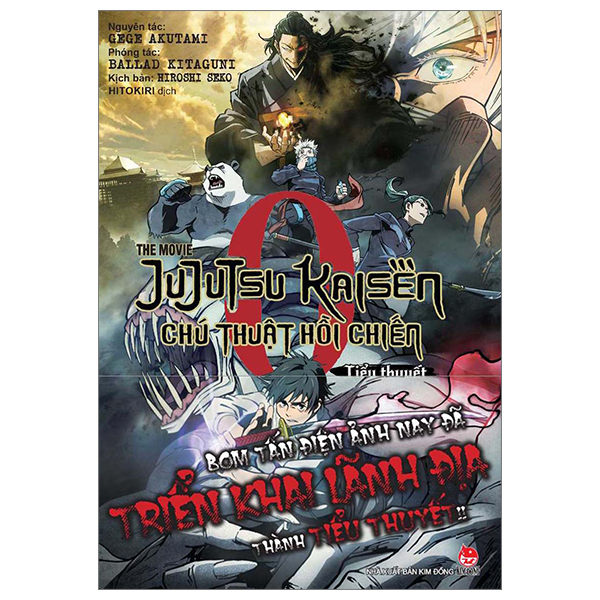 Nguyên tác:
GEGE AKUTAMI
Phóng tác:
BALLAD KITAGUNI
Kịch bản: HIROSHI SEKO
HITOKIRI dịch
0
THE MOVIE
JUJUTSU KAISEN
CHÚ THUẬT HỒI CHIẾN
Tiểu thuyết
BOM TẤN ĐIỆN ẢNH NAY ĐÃ
TRIỂN KHAI LÃNH ĐỊA
THÀNH TIỂU THUYẾT!!
NHÀ XUẤT BẢN KIM ĐỒNG